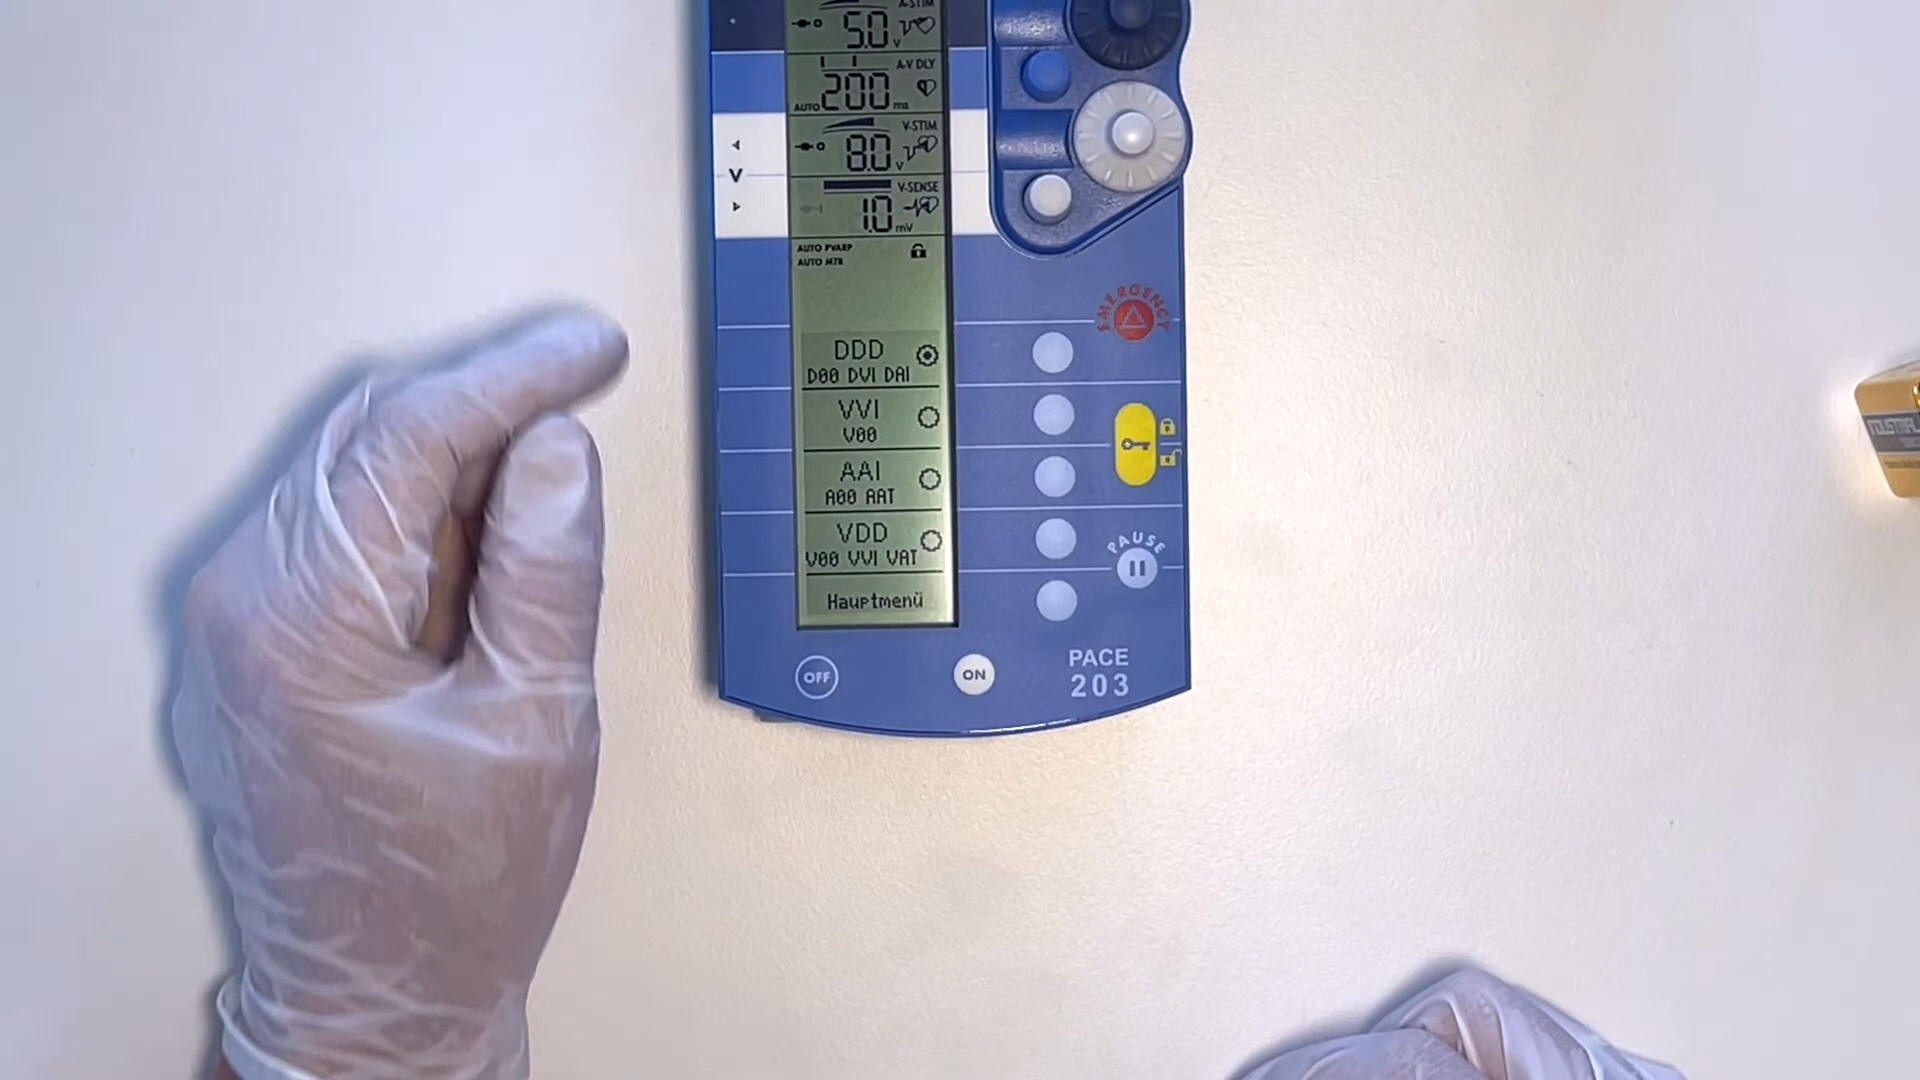 A-STIM
5.0 V
A-V DLY
AUTO 200 ms
V-STIM
8.0 V
V
V-SENSE
1.0 mV
AUTO PVARP
AUTO MTR
EMERGENCY
DDD
D00 DVI DAI
VVI
V00
AAI
A00 AAT
VDD
V00 VVI VAT
PAUSE
Hauptmenü
OFF
ON
PACE
203